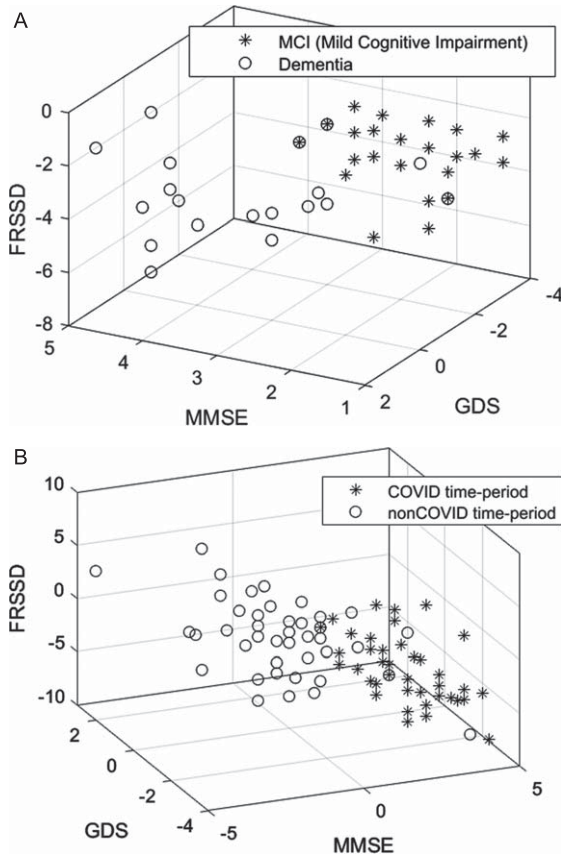 A
MCI (Mild Cognitive Impairment)
Dementia
0
-2
-4
-6
-8
FRSSD
5
4
3
2
1
MMSE
2
0
-2
-4
GDS
B
COVID time-period
nonCOVID time-period
10
5
0
-5
-10
FRSSD
2
0
-2
-4
GDS
-5
0
5
MMSE